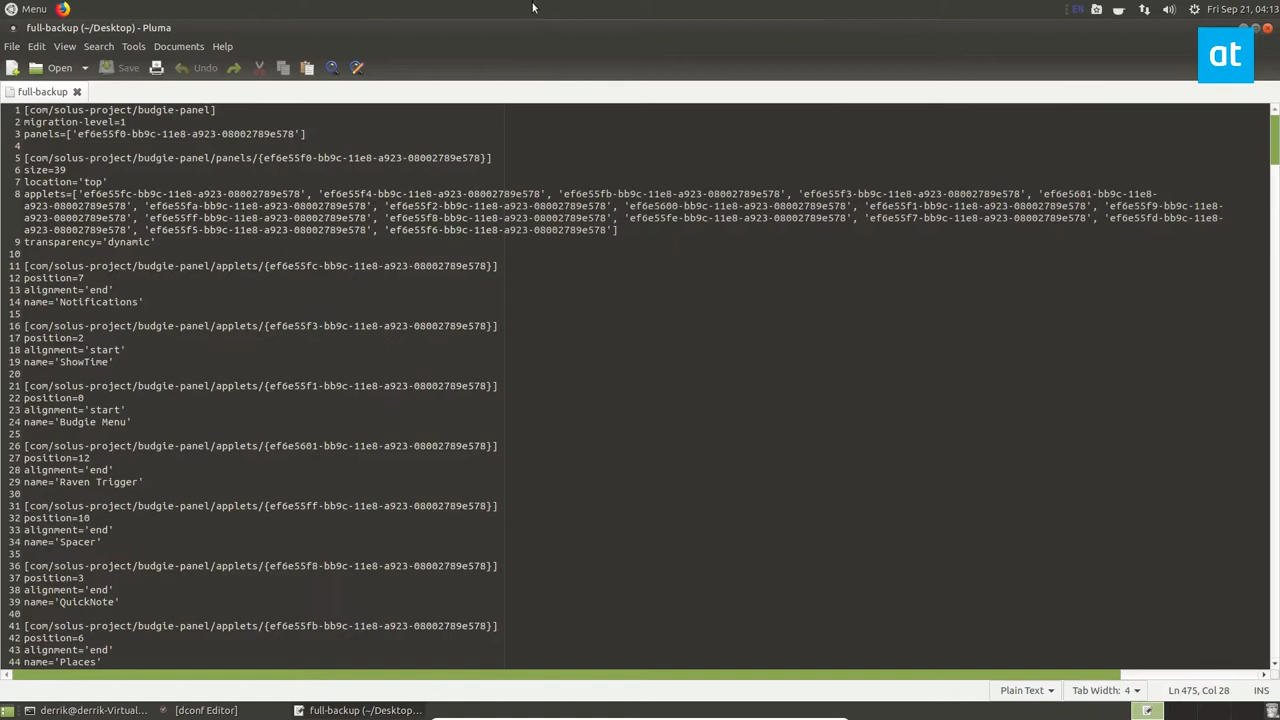 Menu
EN
Fri Sep 21, 04:13
full-backup (~/Desktop) - Pluma
at
File Edit View Search Tools Documents Help
Open Save Undo
full-backup
1 [com/solus-project/budgie-panel]
2 migration-level=1
3 panels=['ef6e55f0-bb9c-11e8-a923-08002789e578']
4
5 [com/solus-project/budgie-panel/panels/{ef6e55f0-bb9c-11e8-a923-08002789e578}]
6 size=39
7 location='top'
8 applets=['ef6e55fc-bb9c-11e8-a923-08002789e578', 'ef6e55f4-bb9c-11e8-a923-08002789e578', 'ef6e55fb-bb9c-11e8-a923-08002789e578', 'ef6e55f3-bb9c-11e8-a923-08002789e578', 'ef6e5601-bb9c-11e8-
a923-08002789e578', 'ef6e55fa-bb9c-11e8-a923-08002789e578', 'ef6e55f2-bb9c-11e8-a923-08002789e578', 'ef6e5600-bb9c-11e8-a923-08002789e578', 'ef6e55f1-bb9c-11e8-a923-08002789e578', 'ef6e55f9-bb9c-11e8-
a923-08002789e578', 'ef6e55ff-bb9c-11e8-a923-08002789e578', 'ef6e55f8-bb9c-11e8-a923-08002789e578', 'ef6e55fe-bb9c-11e8-a923-08002789e578', 'ef6e55f7-bb9c-11e8-a923-08002789e578', 'ef6e55fd-bb9c-11e8-
a923-08002789e578', 'ef6e55f5-bb9c-11e8-a923-08002789e578', 'ef6e55f6-bb9c-11e8-a923-08002789e578']
9 transparency='dynamic'
10
11 [com/solus-project/budgie-panel/applets/{ef6e55fc-bb9c-11e8-a923-08002789e578}]
12 position=7
13 alignment='end'
14 name='Notifications'
15
16 [com/solus-project/budgie-panel/applets/{ef6e55f3-bb9c-11e8-a923-08002789e578}]
17 position=2
18 alignment='start'
19 name='ShowTime'
20
21 [com/solus-project/budgie-panel/applets/{ef6e55f1-bb9c-11e8-a923-08002789e578}]
22 position=0
23 alignment='start'
24 name='Budgie Menu'
25
26 [com/solus-project/budgie-panel/applets/{ef6e5601-bb9c-11e8-a923-08002789e578}]
27 position=12
28 alignment='end'
29 name='Raven Trigger'
30
31 [com/solus-project/budgie-panel/applets/{ef6e55ff-bb9c-11e8-a923-08002789e578}]
32 position=10
33 alignment='end'
34 name='Spacer'
35
36 [com/solus-project/budgie-panel/applets/{ef6e55f8-bb9c-11e8-a923-08002789e578}]
37 position=3
38 alignment='end'
39 name='QuickNote'
40
41 [com/solus-project/budgie-panel/applets/{ef6e55fb-bb9c-11e8-a923-08002789e578}]
42 position=6
43 alignment='end'
44 name='Places'
Plain Text Tab Width: 4 Ln 475, Col 28 INS
derrik@derrik-Virtual... [dconf Editor] full-backup (~/Desktop...